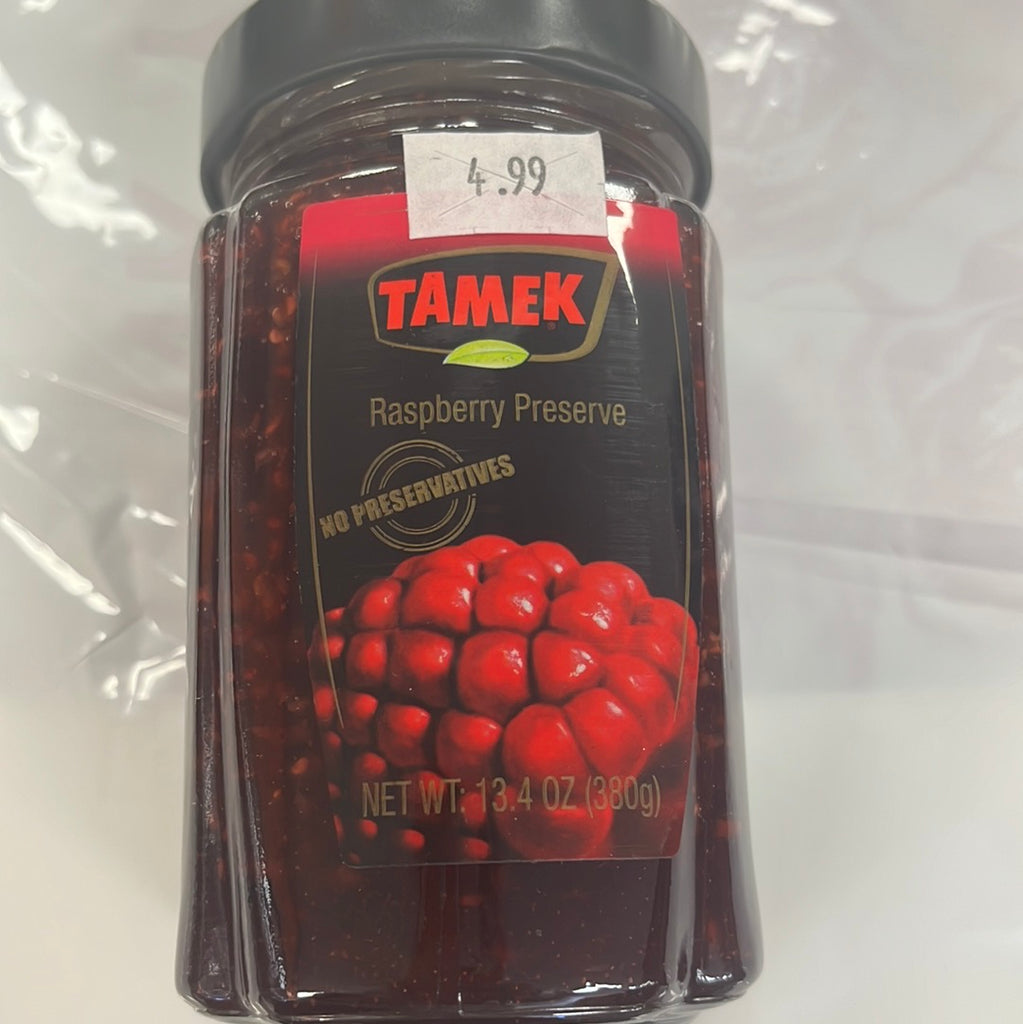 4.99
TAMEK
Raspberry Preserve
NO PRESERVATIVES
NET WT: 13.4 OZ (380g)